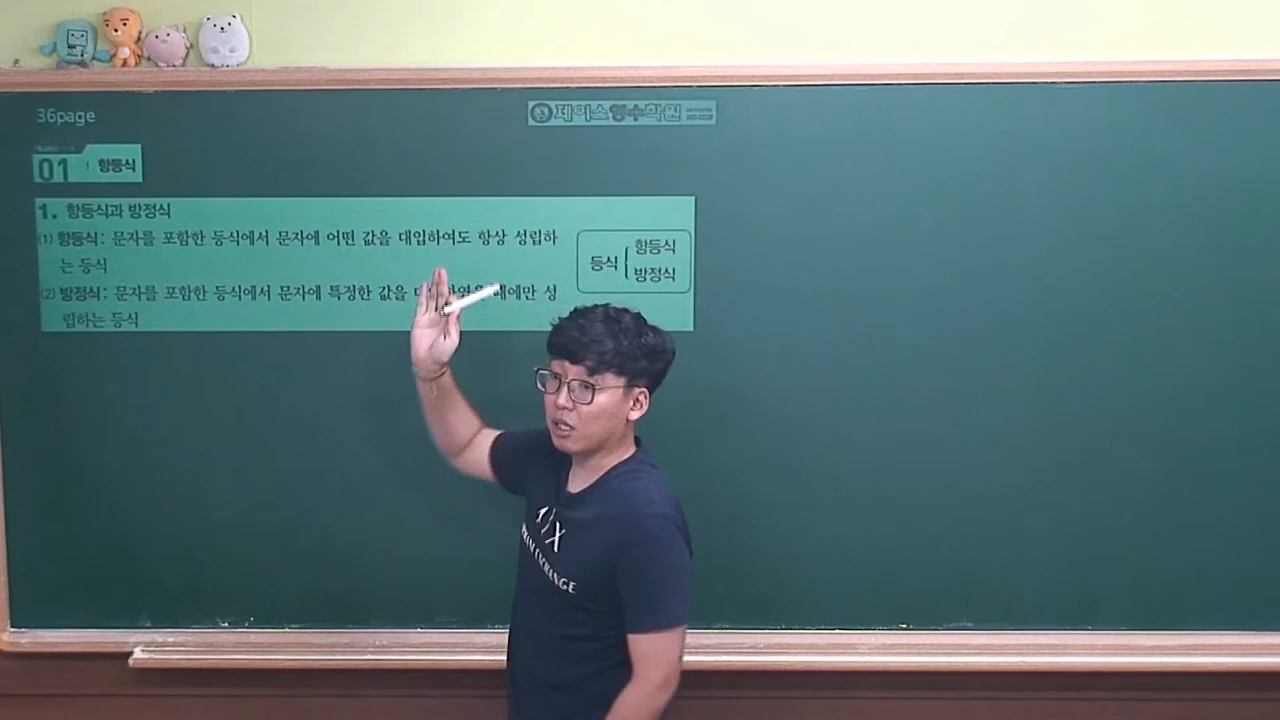 36page
제이스영수학원
01 항등식
1. 항등식과 방정식
(1) 항등식: 문자를 포함한 등식에서 문자에 어떤 값을 대입하여도 항상 성립하
는 등식
(2) 방정식: 문자를 포함한 등식에서 문자에 특정한 값을 때에만 성
립하는 등식
등식
항등식
방정식
A/X
EXCHANGE